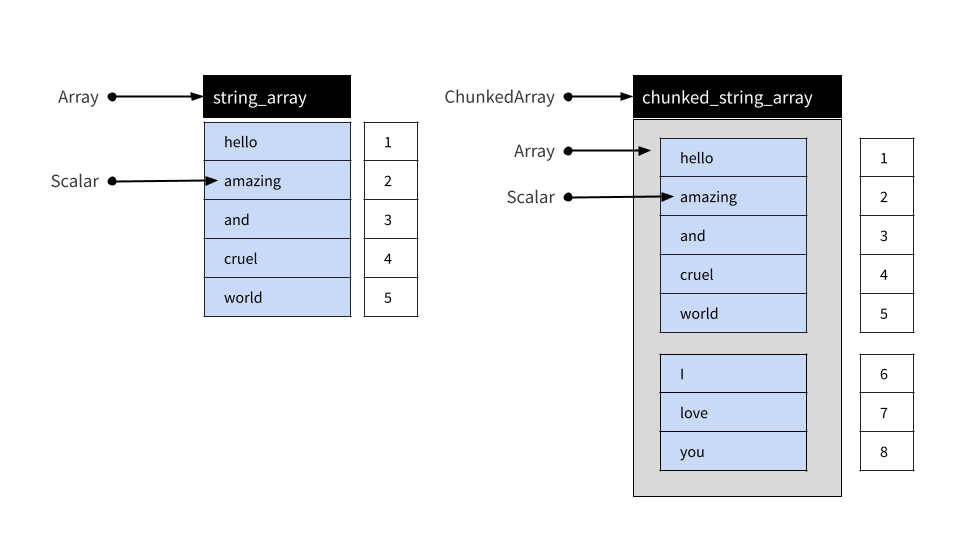 Array
string_array
hello
1
Scalar
amazing
2
and
3
cruel
4
world
5
ChunkedArray
chunked_string_array
Array
hello
1
Scalar
amazing
2
and
3
cruel
4
world
5
I
6
love
7
you
8